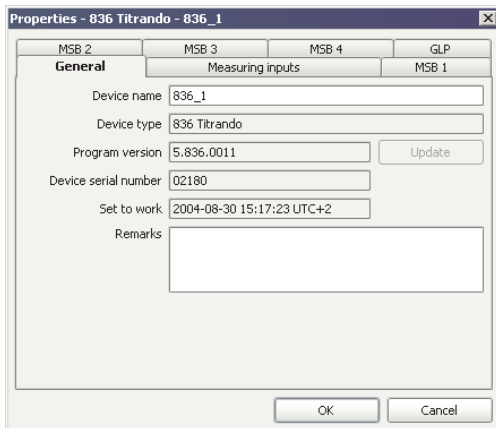 Properties - 836 Titrando - 836_1
MSB 2 MSB 3 MSB 4 GLP
General Measuring inputs MSB 1
Device name 836_1
Device type 836 Titrando
Program version 5.836.0011 Update
Device serial number 02180
Set to work 2004-08-30 15:17:23 UTC+2
Remarks
OK Cancel